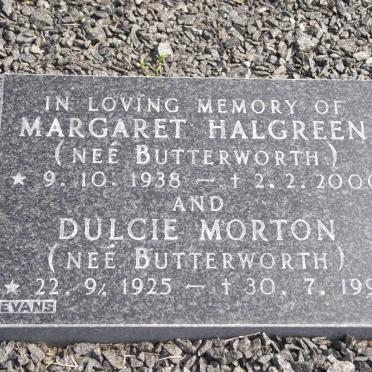 IN LOVING MEMORY OF
MARGARET HALGREEN
(NEÉ BUTTERWORTH)
★ 9. 10. 1938 – † 2. 2. 2000
AND
DULCIE MORTON
(NEÉ BUTTERWORTH)
★ 22. 9. 1925 – † 30. 7. 199
EVANS